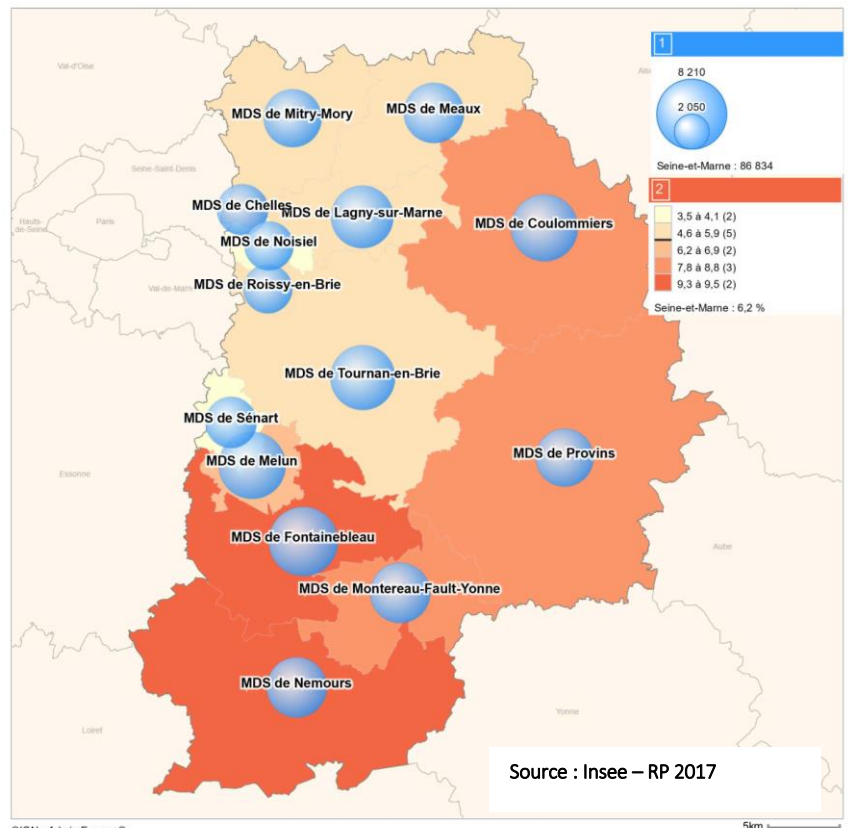 Val-d'Oise
1
8 210
2 050
Seine-et-Marne : 86 834
MDS de Mitry-Mory
MDS de Meaux
Seine-Saint-Denis
2
3,5 à 4,1 (2)
4,6 à 5,9 (5)
6,2 à 6,9 (2)
7,8 à 8,8 (3)
9,3 à 9,5 (2)
Seine-et-Marne : 6,2 %
MDS de Chelles
MDS de Lagny-sur-Marne
MDS de Coulommiers
Hauts-
de-Seine
Paris
MDS de Noisiel
Val-de-Marn
MDS de Roissy-en-Brie
MDS de Tournan-en-Brie
MDS de Sénart
MDS de Melun
MDS de Provins
Essonne
MDS de Fontainebleau
Aube
MDS de Montereau-Fault-Yonne
MDS de Nemours
Loiret
Yonne
Source : Insee – RP 2017
5km